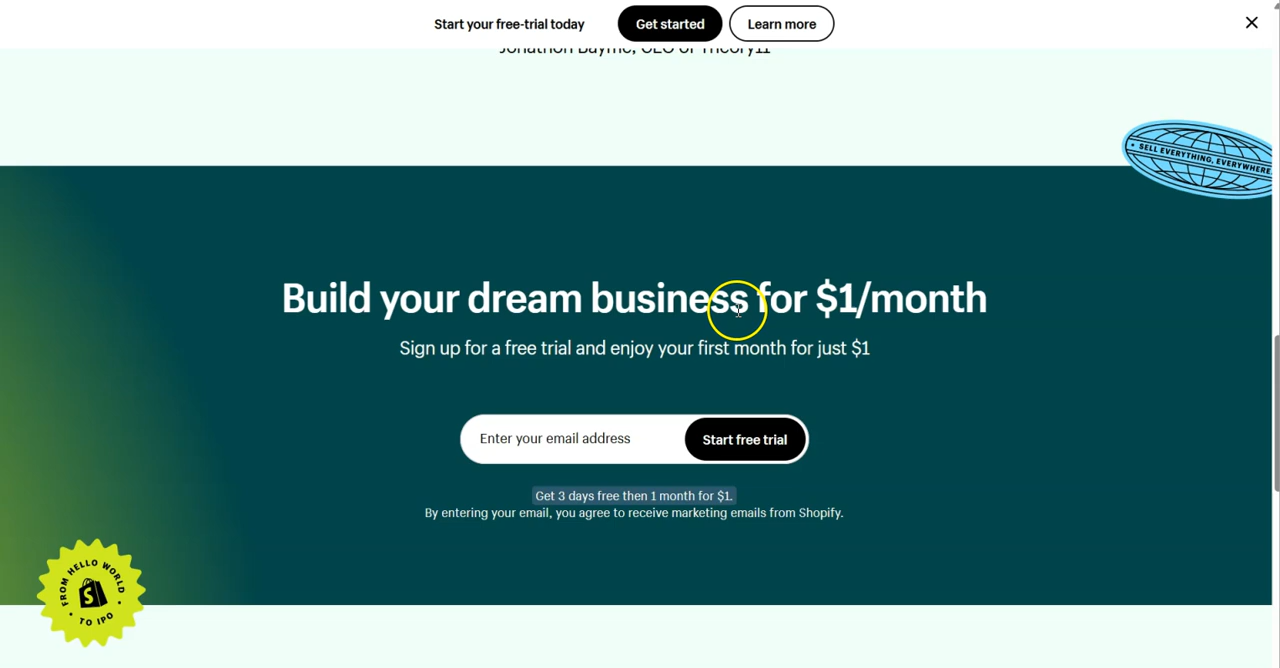 Start your free-trial today
Get started
Learn more
SELL EVERYTHING, EVERYWHERE.
Build your dream business for $1/month
Sign up for a free trial and enjoy your first month for just $1
Enter your email address
Start free trial
Get 3 days free then 1 month for $1.
By entering your email, you agree to receive marketing emails from Shopify.
FROM HELLO WORLD
S
TO IPO